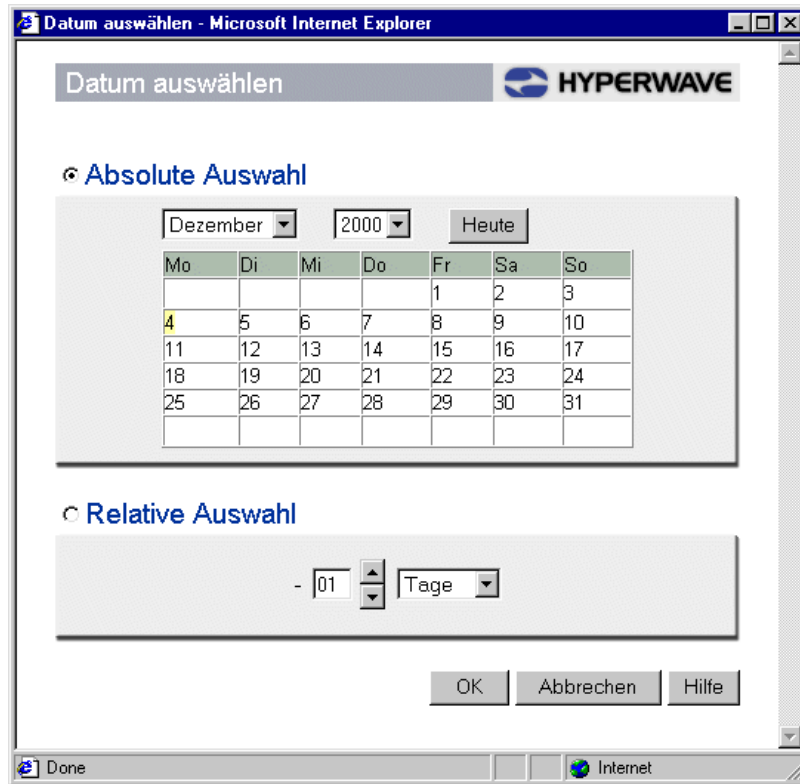 Datum auswählen - Microsoft Internet Explorer
Datum auswählen HYPERWAVE
Absolute Auswahl
Dezember 2000 Heute
Mo Di Mi Do Fr Sa So
1 2 3
4 5 6 7 8 9 10
11 12 13 14 15 16 17
18 19 20 21 22 23 24
25 26 27 28 29 30 31
Relative Auswahl
- 01 Tage
OK Abbrechen Hilfe
Done Internet